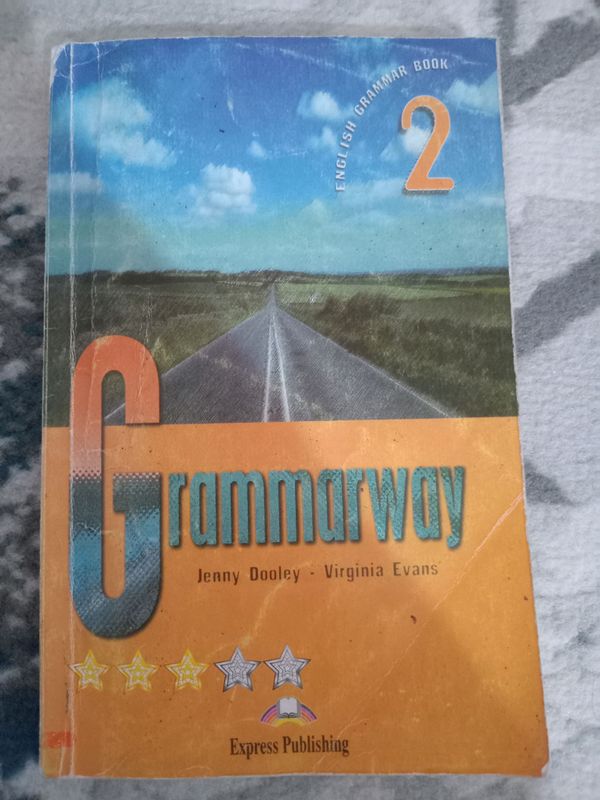 ENGLISH GRAMMAR BOOK
2
Grammarway
Jenny Dooley - Virginia Evans
Express Publishing